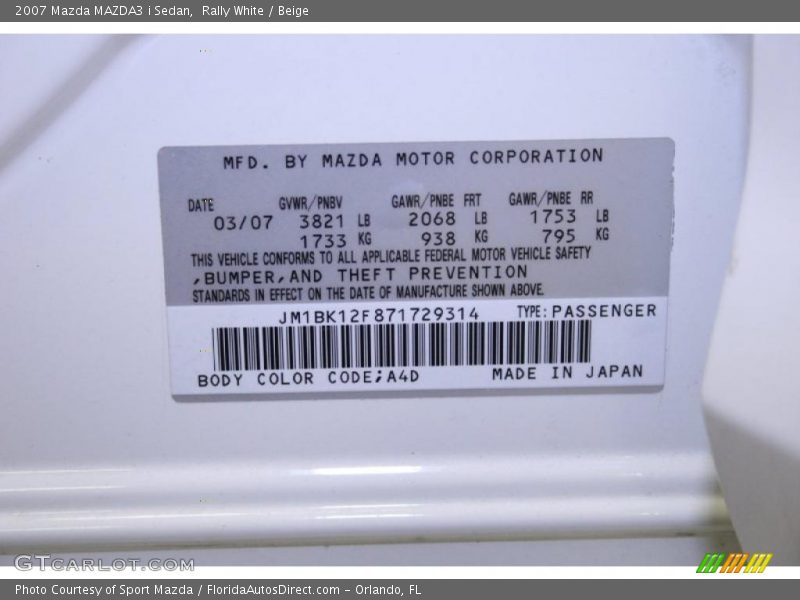 2007 Mazda MAZDA3 i Sedan, Rally White / Beige
MFD. BY MAZDA MOTOR CORPORATION
DATE GVWR/PNBV GAWR/PNBE FRT GAWR/PNBE RR
03/07 3821 LB 2068 LB 1753 LB
1733 KG 938 KG 795 KG
THIS VEHICLE CONFORMS TO ALL APPLICABLE FEDERAL MOTOR VEHICLE SAFETY
,BUMPER,AND THEFT PREVENTION
STANDARDS IN EFFECT ON THE DATE OF MANUFACTURE SHOWN ABOVE.
JM1BK12F871729314 TYPE:PASSENGER
BODY COLOR CODE;A4D MADE IN JAPAN
GTCARLOT.COM
Photo Courtesy of Sport Mazda / FloridaAutosDirect.com - Orlando, FL